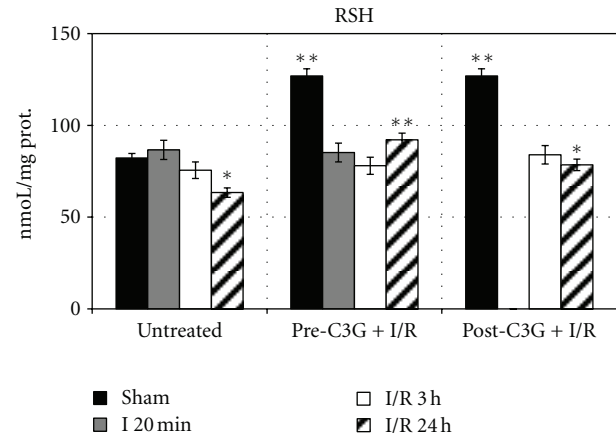 RSH
150
100
50
0
nmoL/mg prot.
**
**
*
**
*
Untreated
Pre-C3G + I/R
Post-C3G + I/R
Sham
I/R 3 h
I 20 min
I/R 24 h